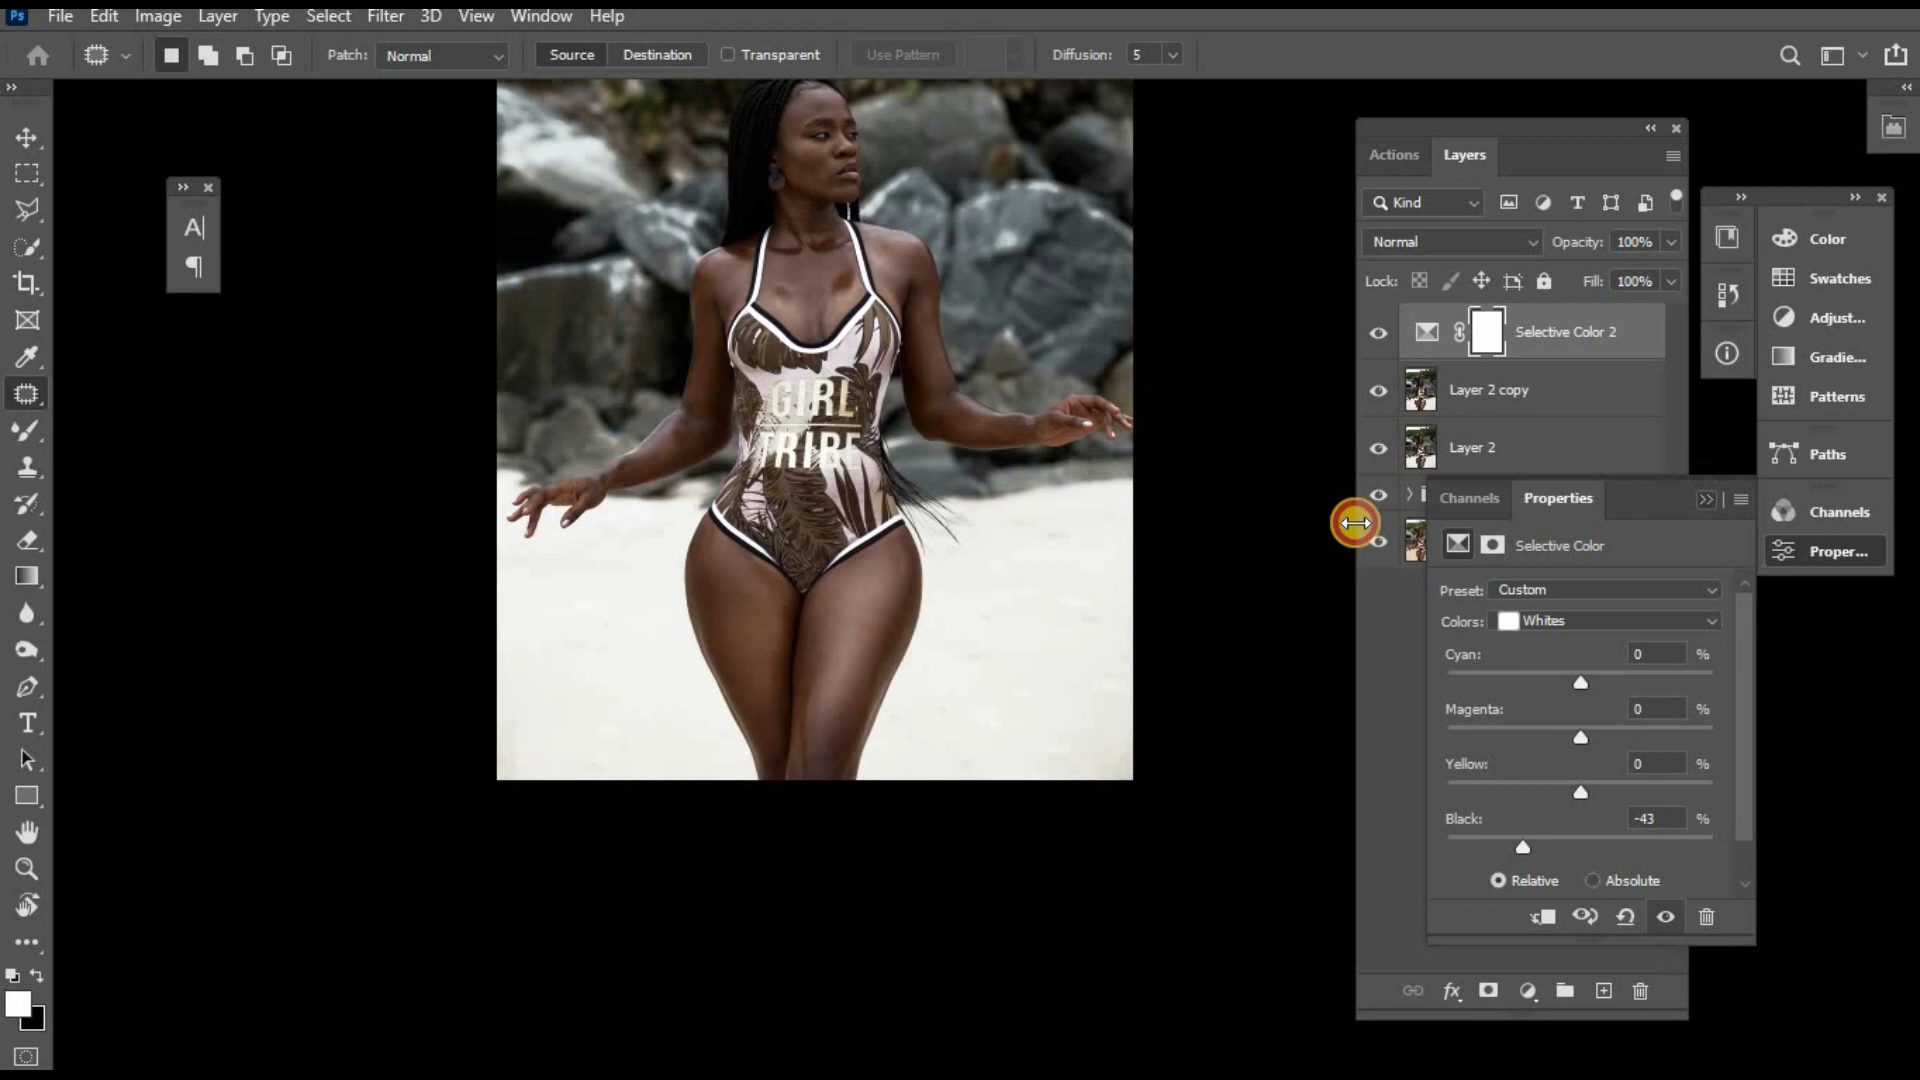 Ps File Edit Image Layer Type Select Filter 3D View Window Help
Patch: Normal Source Destination Transparent Use Pattern Diffusion: 5
A
¶
GIRL
TRIBE
Actions Layers
Kind
Normal Opacity: 100%
Lock: Fill: 100%
Selective Color 2
Layer 2 copy
Layer 2
Channels Properties
Selective Color
Preset: Custom
Colors: Whites
Cyan: 0 %
Magenta: 0 %
Yellow: 0 %
Black: -43 %
Relative Absolute
fx
Color
Swatches
Adjust...
Gradie...
Patterns
Paths
Channels
Proper...